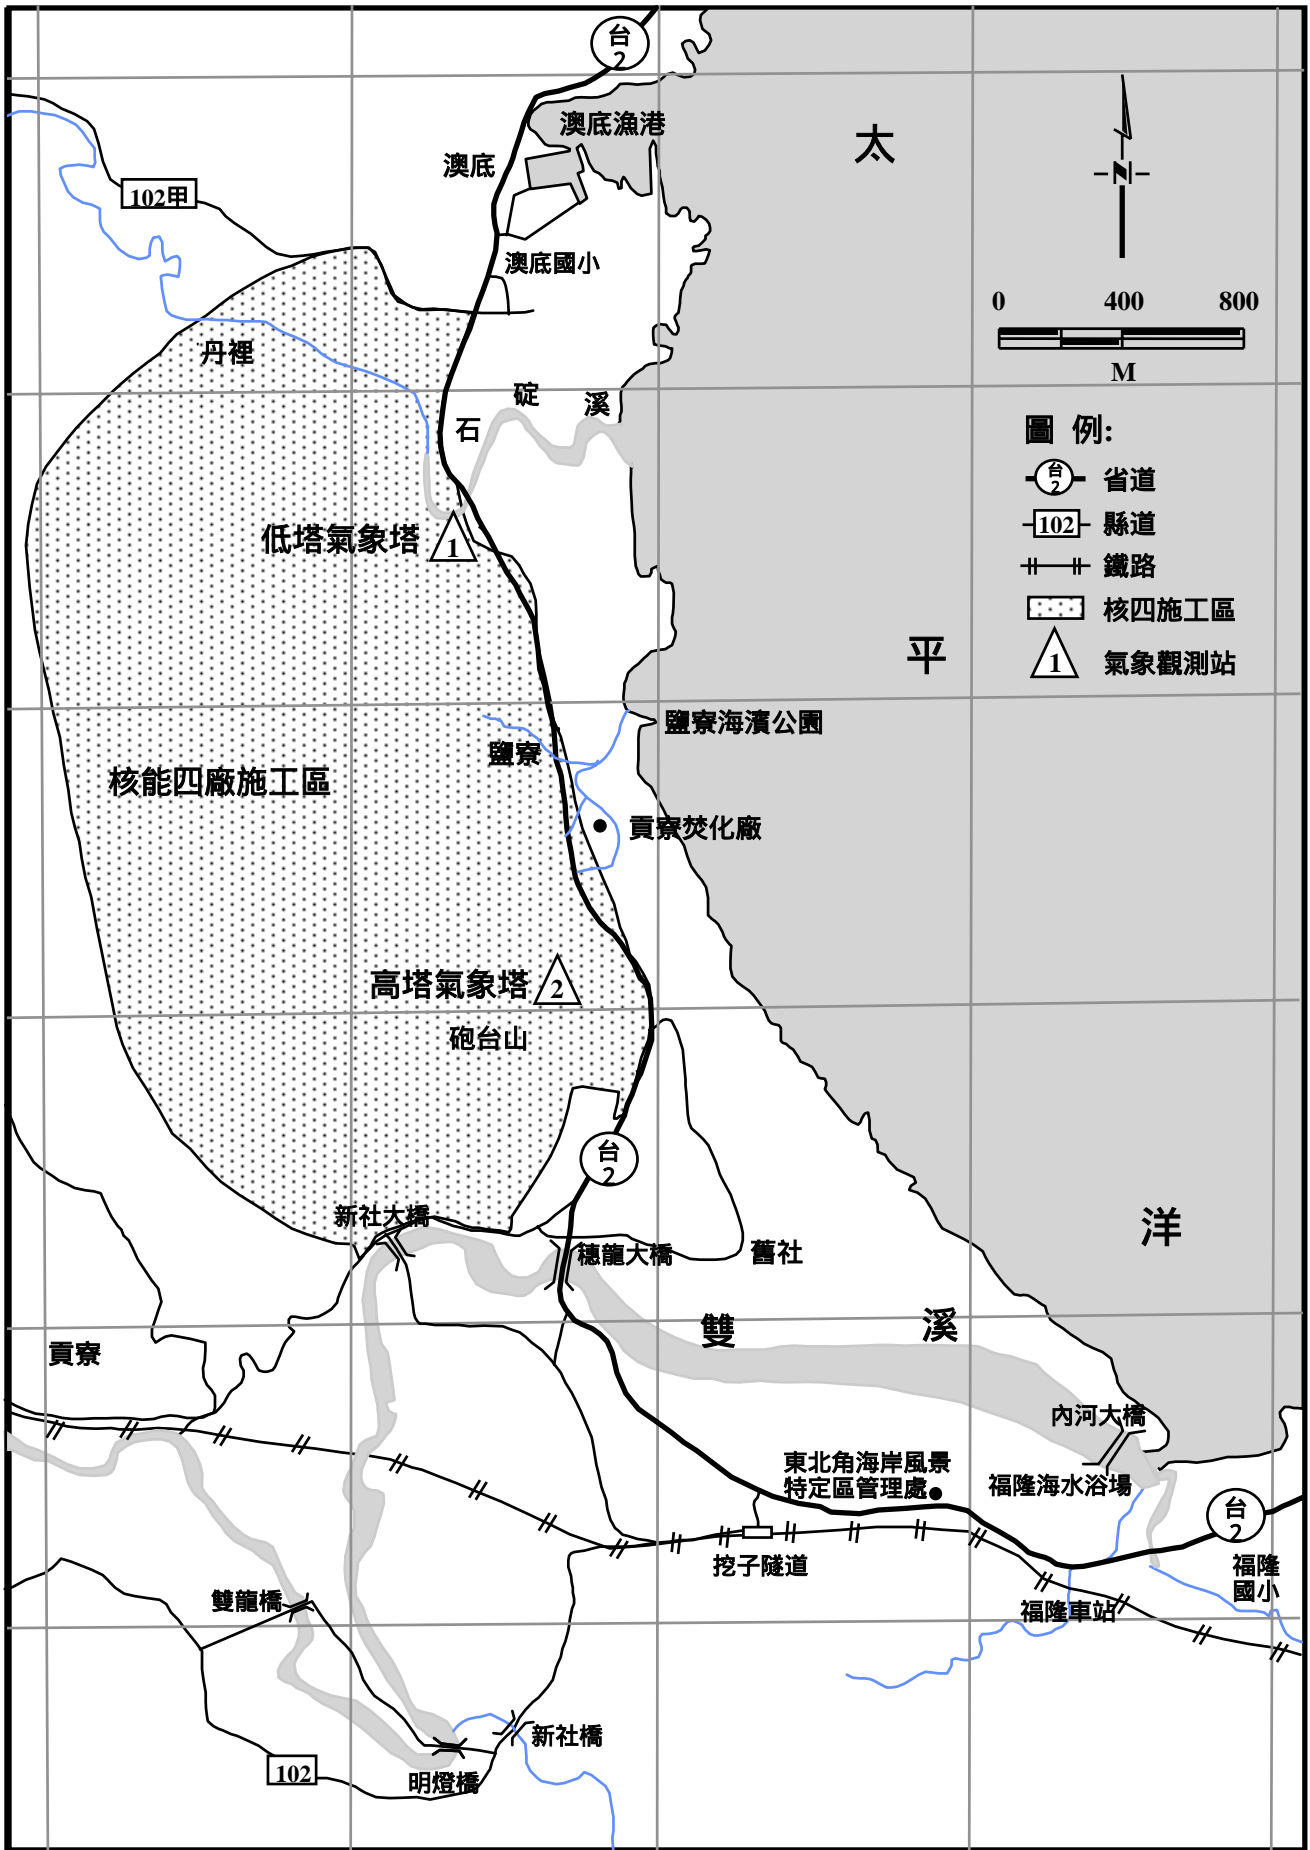 台
2
澳底漁港
太
澳底
N
102甲
澳底國小
0 400 800
M
丹裡
碇
溪
石
圖 例:
台
2
省道
102
縣道
鐵路
核四施工區
1
氣象觀測站
低塔氣象塔
1
平
鹽寮海濱公園
鹽寮
核能四廠施工區
貢寮焚化廠
高塔氣象塔
2
砲台山
台
2
新社大橋
穗龍大橋
舊社
洋
雙
溪
貢寮
內河大橋
東北角海岸風景
特定區管理處
福隆海水浴場
台
2
挖子隧道
福隆
國小
雙龍橋
福隆車站
新社橋
102
明燈橋